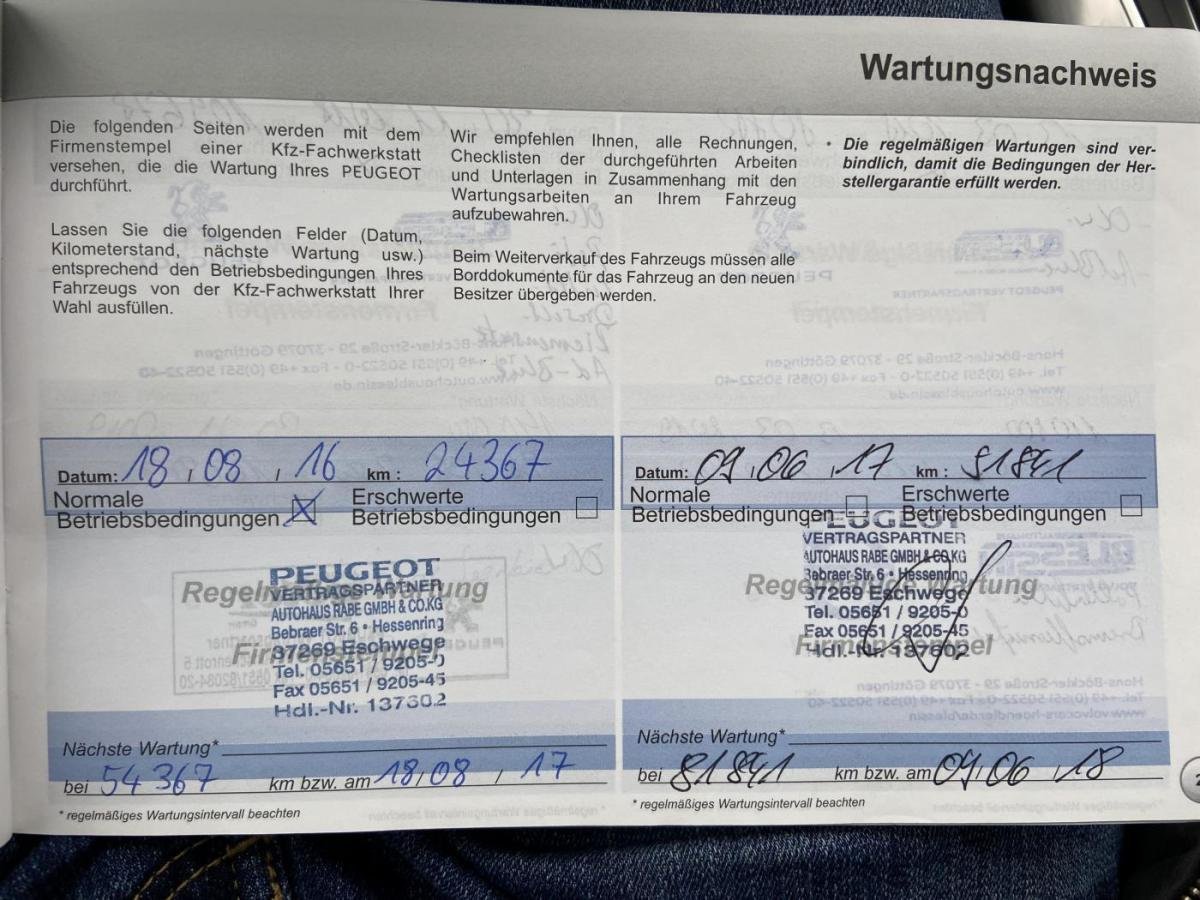 Wartungsnachweis
Die folgenden Seiten werden mit dem
Firmenstempel einer Kfz-Fachwerkstatt
versehen, die die Wartung Ihres PEUGEOT
durchführt.
Lassen Sie die folgenden Felder (Datum,
Kilometerstand, nächste Wartung usw.)
entsprechend den Betriebsbedingungen Ihres
Fahrzeugs von der Kfz-Fachwerkstatt Ihrer
Wahl ausfüllen.
Wir empfehlen Ihnen, alle Rechnungen,
Checklisten der durchgeführten Arbeiten
und Unterlagen in Zusammenhang mit den
Wartungsarbeiten an Ihrem Fahrzeug
aufzubewahren.
Beim Weiterverkauf des Fahrzeugs müssen alle
Borddokumente für das Fahrzeug an den neuen
Besitzer übergeben werden.
• Die regelmäßigen Wartungen sind ver-
bindlich, damit die Bedingungen der Her-
stellergarantie erfüllt werden.
Datum: 18 , 08 , 16 km : 24367
Normale
Betriebsbedingungen
Erschwerte
Betriebsbedingungen
PEUGEOT
VERTRAGSPARTNER
Regelmäßige Wartung
AUTOHAUS RABE GMBH & CO.KG
Bebraer Str. 6 • Hessenring
37269 Eschwege
Firmenstempel
Tel. 05651 / 9205-0
Fax 05651 / 9205-45
Hdl.-Nr. 137602
Nächste Wartung*
bei 54367 km bzw. am 18,08 , 17
* regelmäßiges Wartungsintervall beachten
Datum: 09 , 06 , 17 km : 51841
Normale
Betriebsbedingungen
Erschwerte
Betriebsbedingungen
PEUGEOT
VERTRAGSPARTNER
AUTOHAUS RABE GMBH & CO.KG
Bebraer Str. 6 • Hessenring
Regelmäßige Wartung
37269 Eschwege
Tel. 05651 / 9205-0
Fax 05651 / 9205-45
Firmenstempel
Hdl.-Nr. 137602
Nächste Wartung*
bei 81841 km bzw. am 09,06 , 18
* regelmäßiges Wartungsintervall beachten